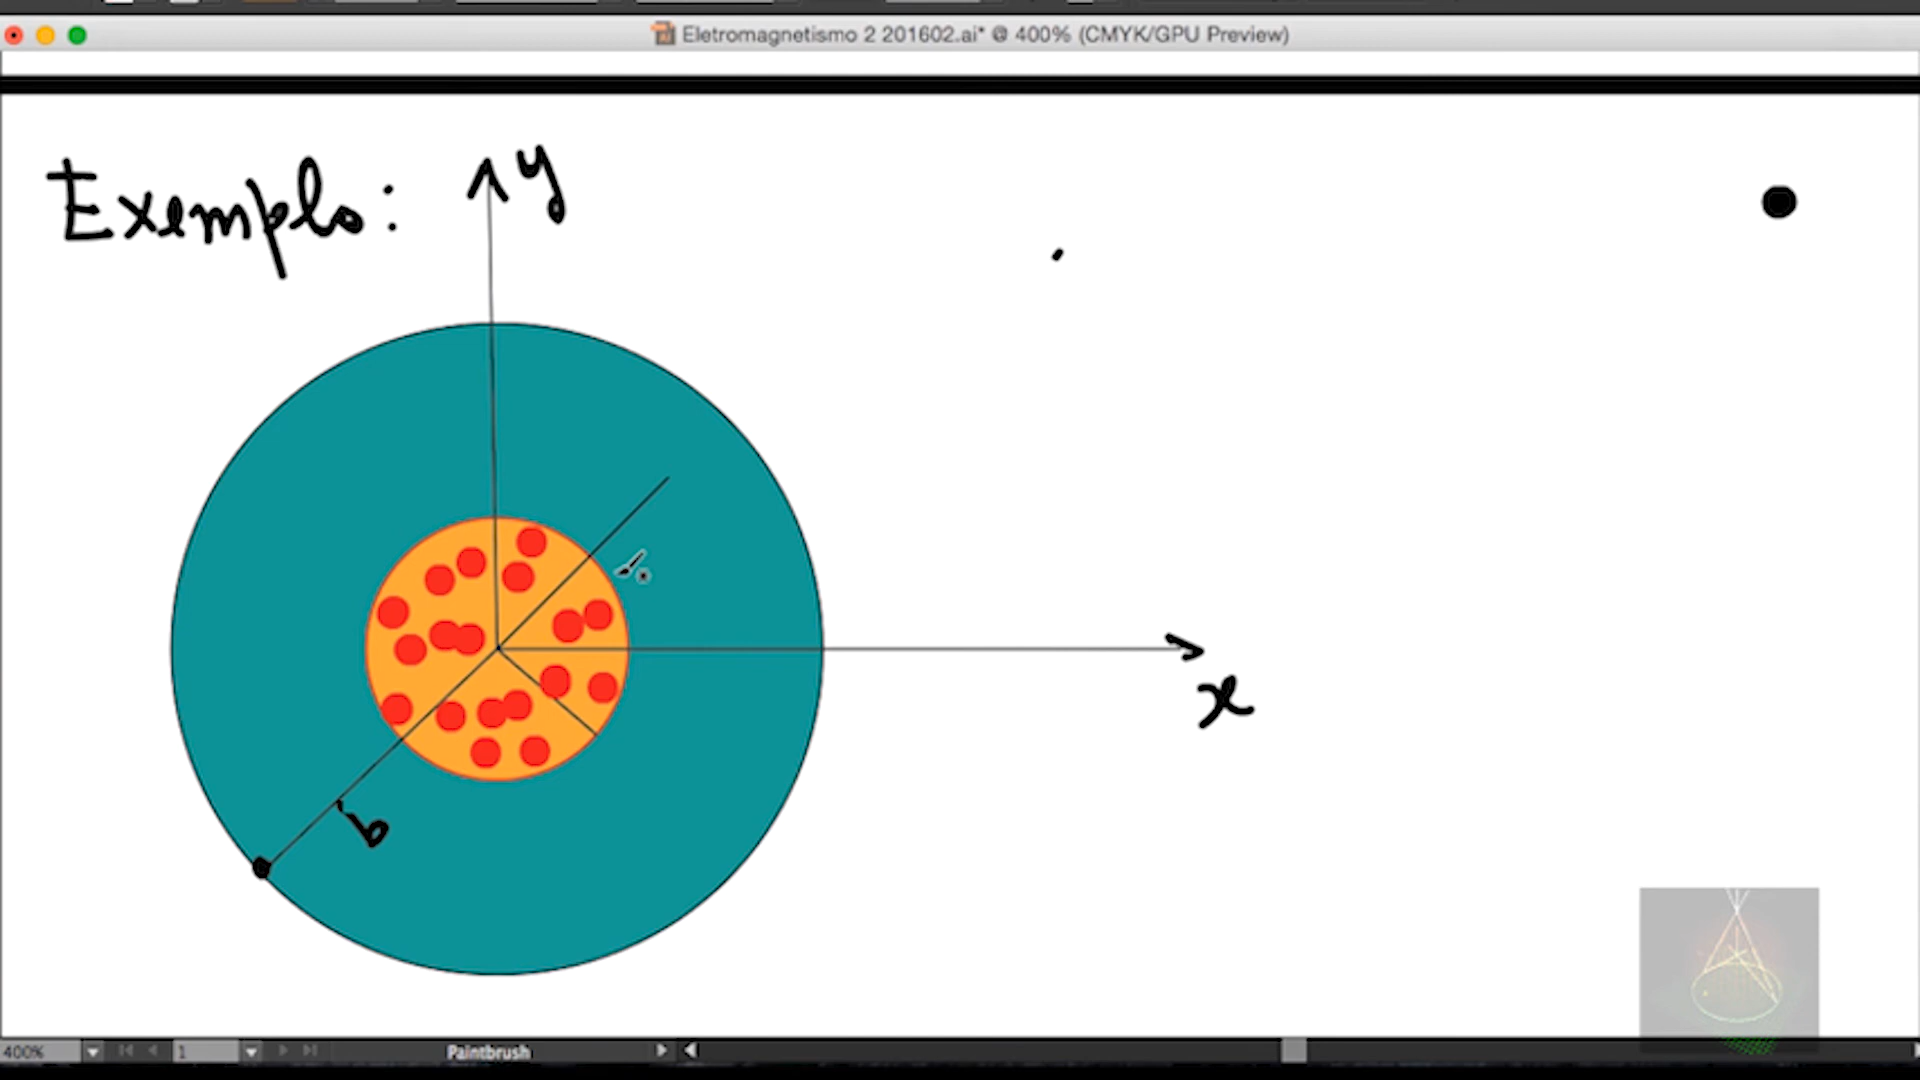 Eletromagnetismo 2 201602.ai* @ 400% (CMYK/GPU Preview)
Exemplo:
y
x
b
400%
1
Paintbrush